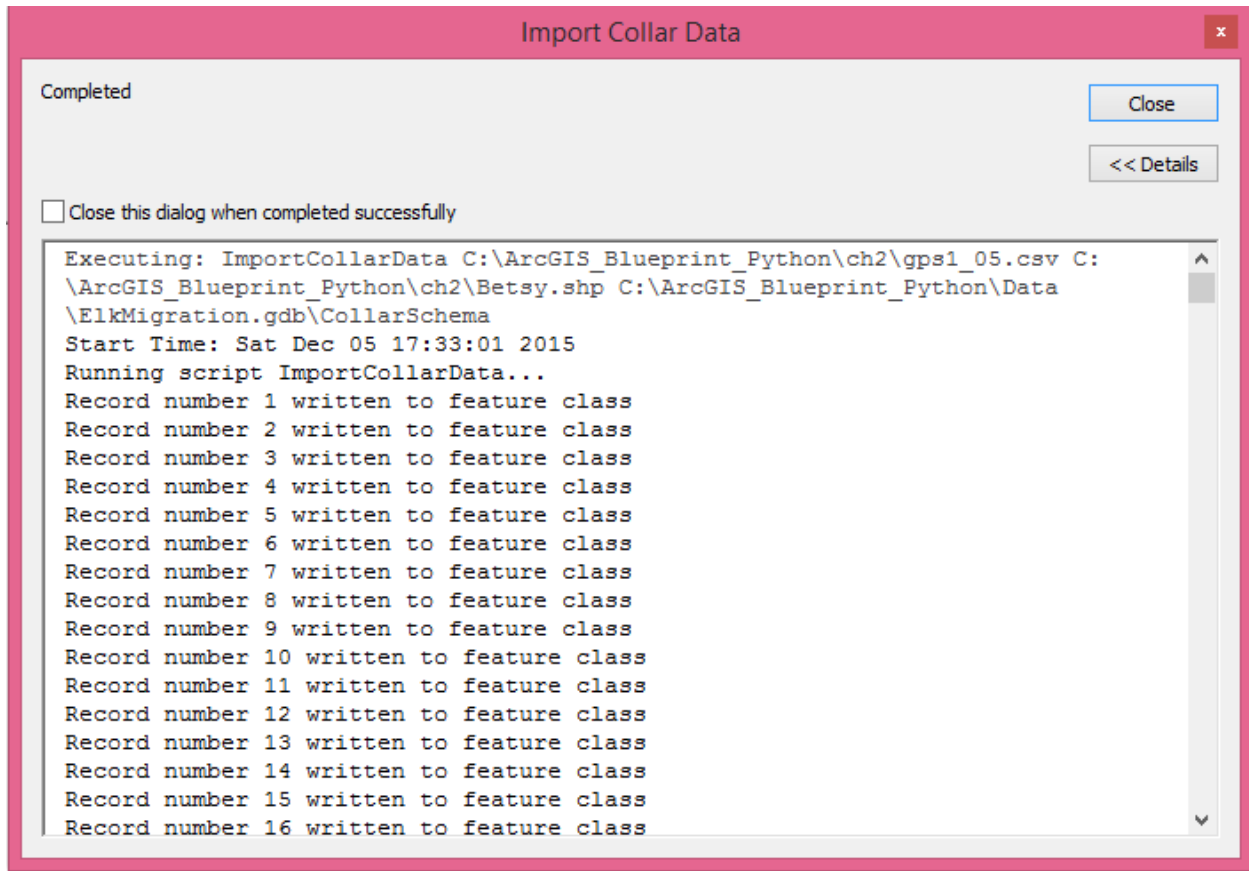 Import Collar Data
x
Completed
Close
<< Details
Close this dialog when completed successfully
Executing: ImportCollarData C:\ArcGIS_Blueprint_Python\ch2\gps1_05.csv C:
\ArcGIS_Blueprint_Python\ch2\Betsy.shp C:\ArcGIS_Blueprint_Python\Data
\ElkMigration.gdb\CollarSchema
Start Time: Sat Dec 05 17:33:01 2015
Running script ImportCollarData...
Record number 1 written to feature class
Record number 2 written to feature class
Record number 3 written to feature class
Record number 4 written to feature class
Record number 5 written to feature class
Record number 6 written to feature class
Record number 7 written to feature class
Record number 8 written to feature class
Record number 9 written to feature class
Record number 10 written to feature class
Record number 11 written to feature class
Record number 12 written to feature class
Record number 13 written to feature class
Record number 14 written to feature class
Record number 15 written to feature class
Record number 16 written to feature class